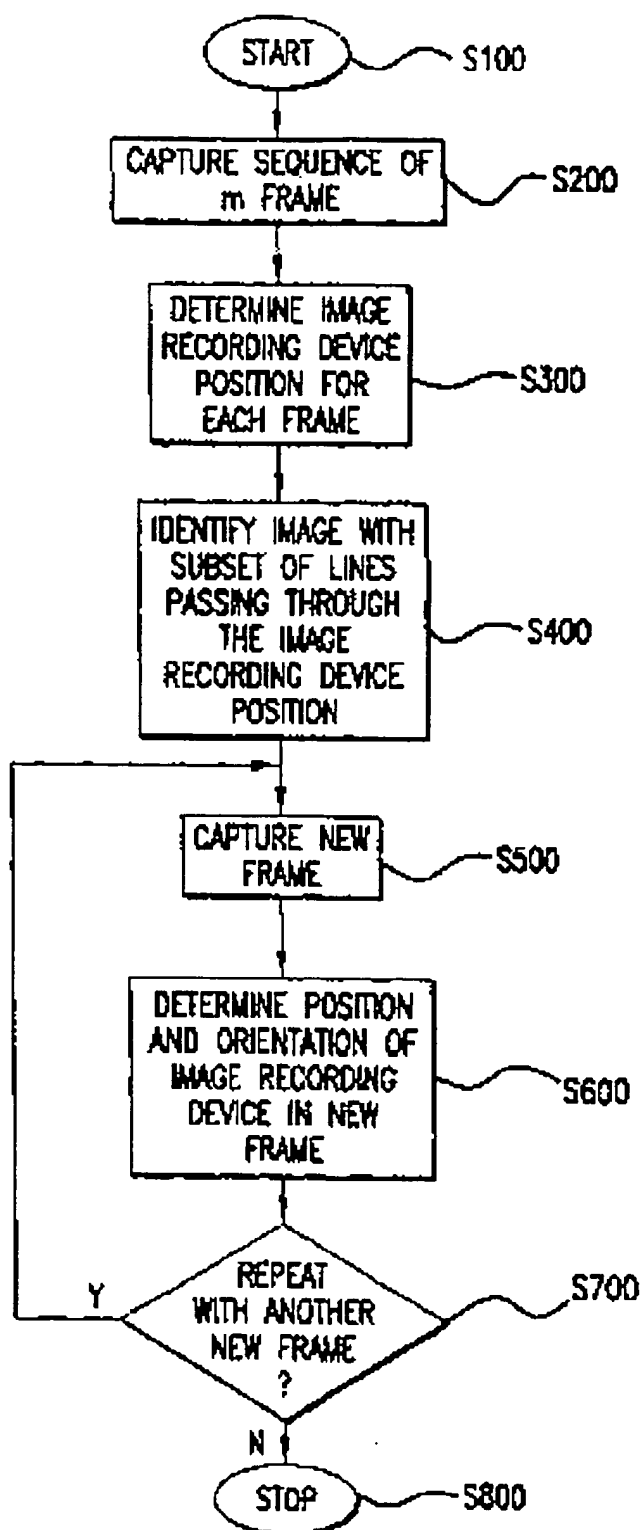 START
S100
CAPTURE SEQUENCE OF
m FRAME
S200
DETERMINE IMAGE
RECORDING DEVICE
POSITION FOR
EACH FRAME
S300
IDENTIFY IMAGE WITH
SUBSET OF LINES
PASSING THROUGH
THE IMAGE
RECORDING DEVICE
POSITION
S400
CAPTURE NEW
FRAME
S500
DETERMINE POSITION
AND ORIENTATION OF
IMAGE RECORDING
DEVICE IN NEW
FRAME
S600
Y
REPEAT
WITH ANOTHER
NEW FRAME
?
S700
N
STOP
S800